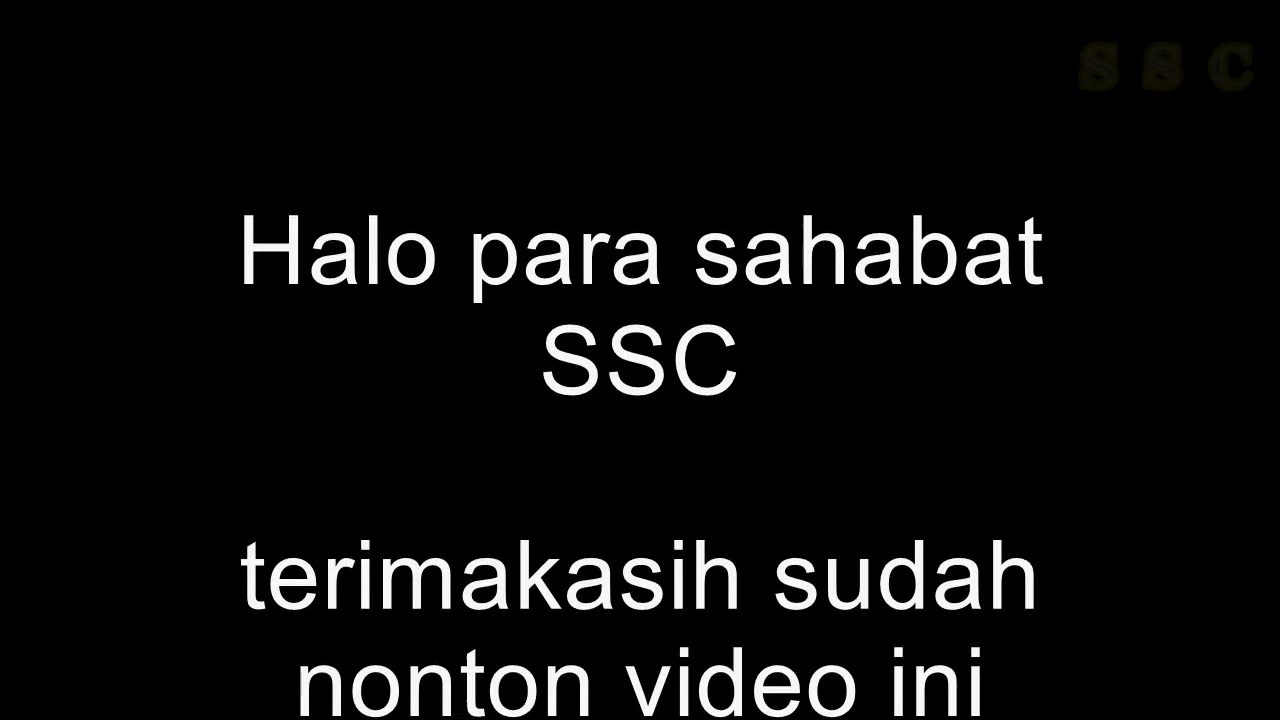 S S C
Halo para sahabat
SSC
terimakasih sudah
nonton video ini